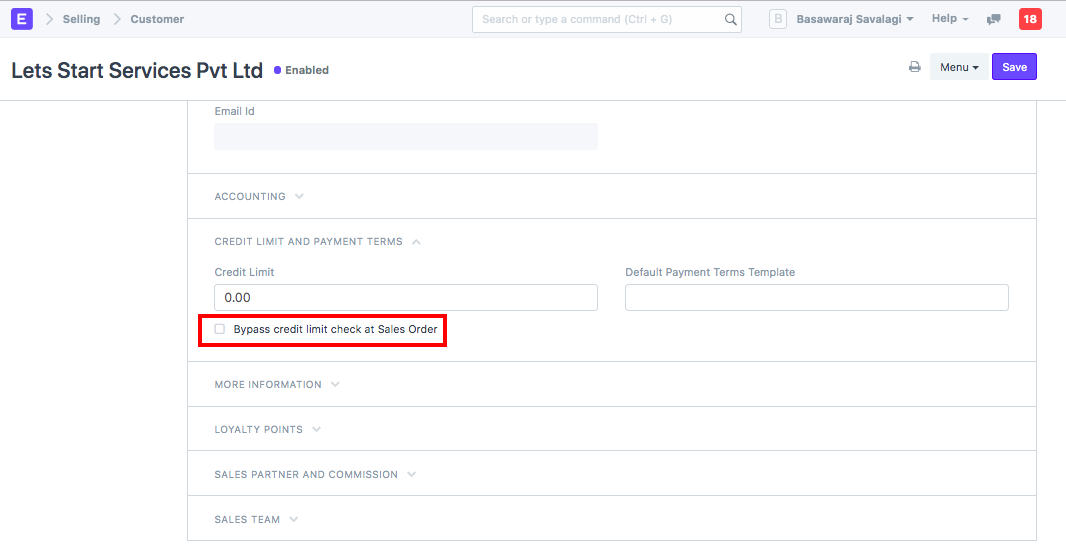 E Selling Customer Search or type a command (Ctrl + G) B Basawaraj Savalagi Help 18
Lets Start Services Pvt Ltd Enabled Menu Save
Email Id
ACCOUNTING
CREDIT LIMIT AND PAYMENT TERMS
Credit Limit Default Payment Terms Template
0.00
Bypass credit limit check at Sales Order
MORE INFORMATION
LOYALTY POINTS
SALES PARTNER AND COMMISSION
SALES TEAM